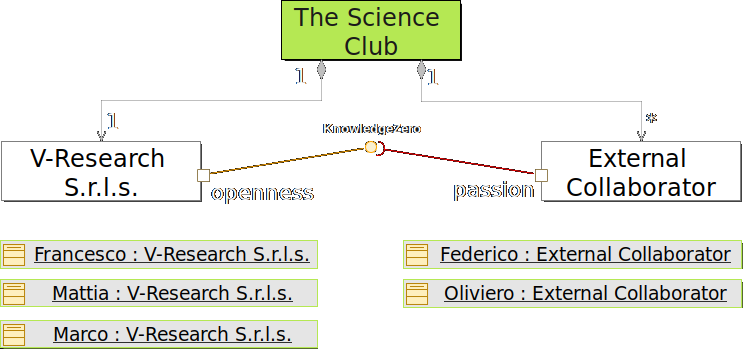 The Science
Club
1
1
1
*
KnowledgeZero
V-Research
S.r.l.s.
External
Collaborator
openness
passion
Francesco : V-Research S.r.l.s.
Federico : External Collaborator
Mattia : V-Research S.r.l.s.
Oliviero : External Collaborator
Marco : V-Research S.r.l.s.